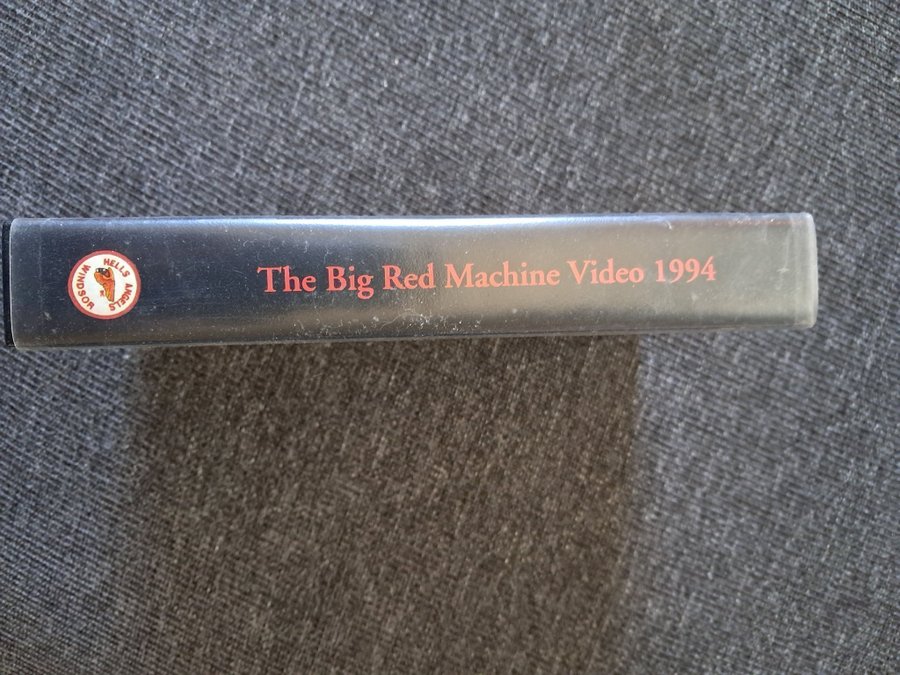 HELLS ANGELS
WINDSOR
The Big Red Machine Video 1994